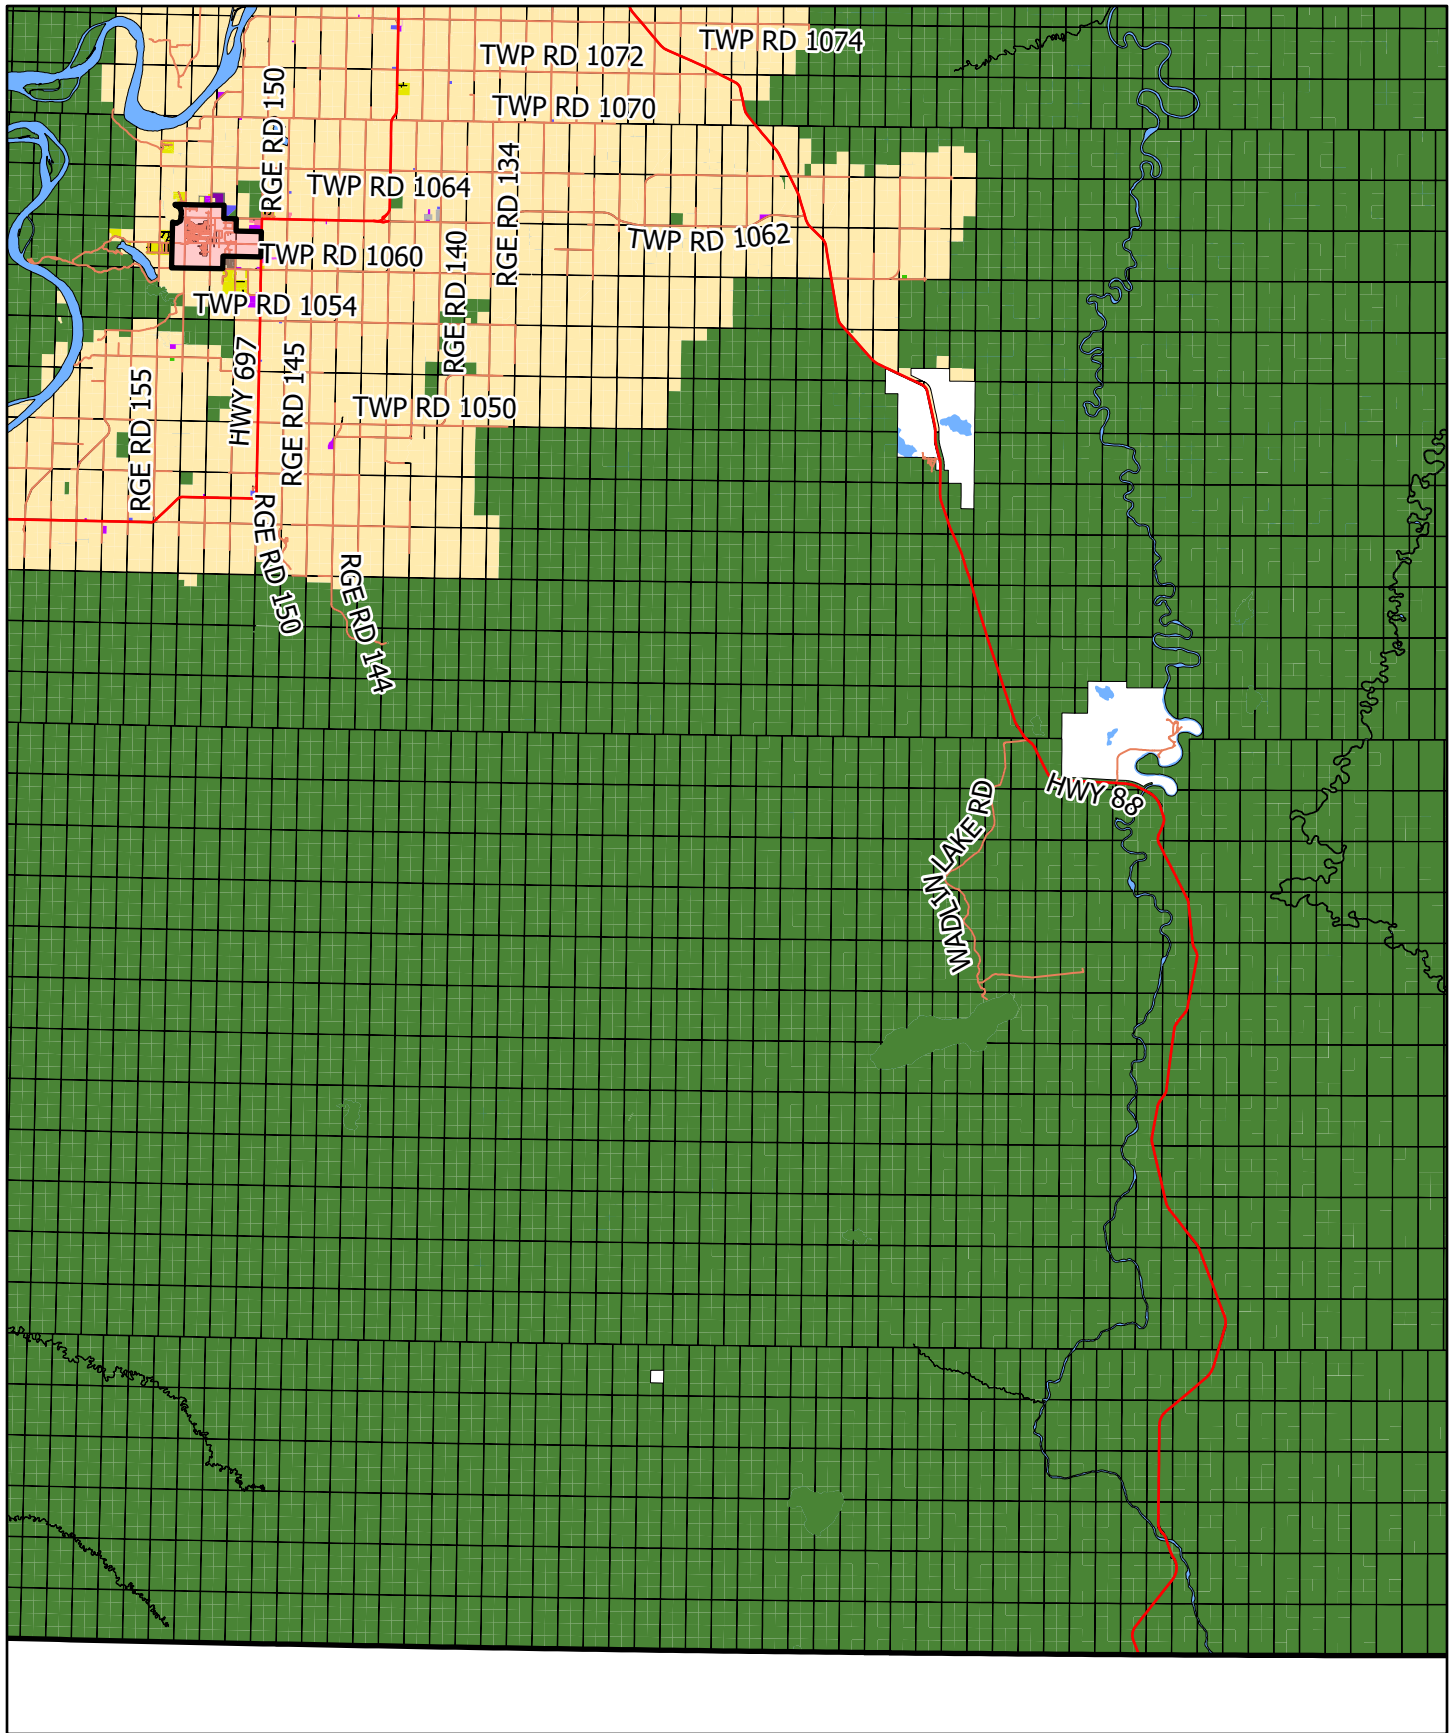 TWP RD 1074
TWP RD 1072
TWP RD 1070
RGE RD 150
RGE RD 134
TWP RD 1064
TWP RD 1062
TWP RD 1060
RGE RD 140
TWP RD 1054
HWY 697
RGE RD 145
RGE RD 155
TWP RD 1050
RGE RD 150
RGE RD 144
HWY 88
WADLIN LAKE RD